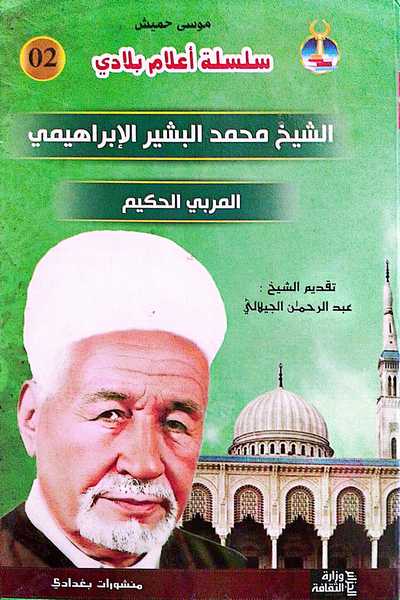 موسى حميش
سلسلة أعلام بلادي
02
الشيخ محمد البشير الإبراهيمي
المربي الحكيم
تقديم الشيخ :
عبد الرحمن الجيلالي
منشورات بغدادي
وزارة الثقافة
الجزائر